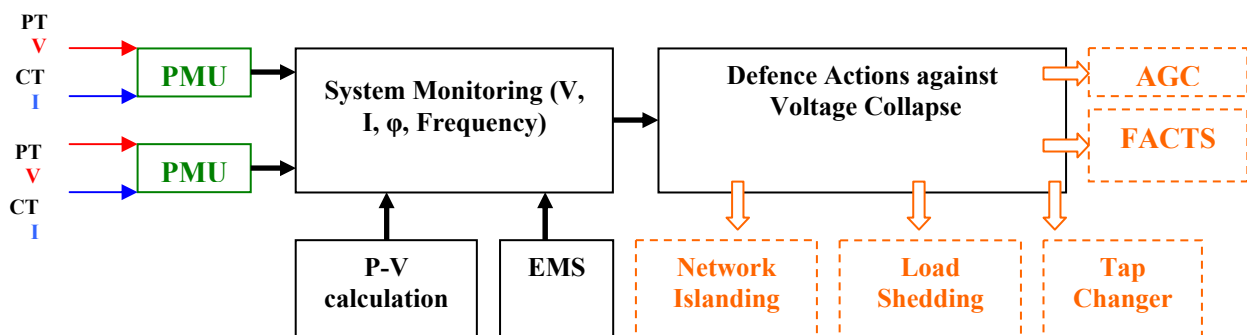 PT
V
CT
I
PMU
PT
V
CT
I
PMU
System Monitoring (V,
I, φ, Frequency)
P-V
calculation
EMS
Defence Actions against
Voltage Collapse
AGC
FACTS
Network
Islanding
Load
Shedding
Tap
Changer